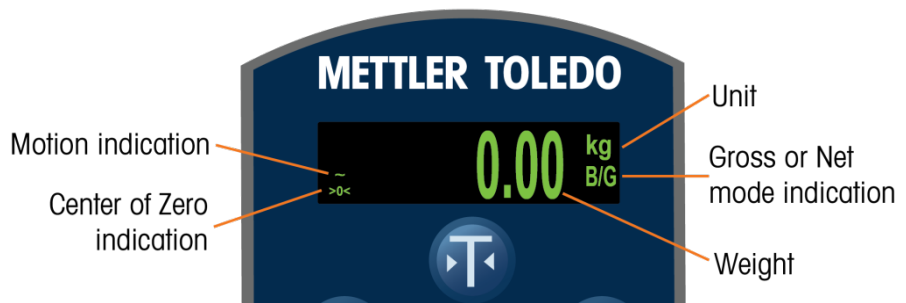 METTLER TOLEDO
Unit
Motion indication
~
>0<
0.00
kg
B/G
Gross or Net
mode indication
Center of Zero
indication
T
Weight